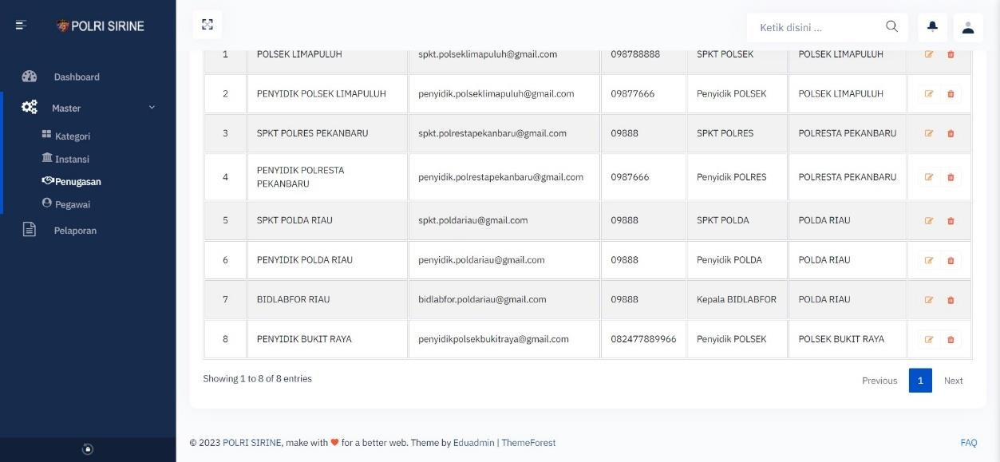 POLRI SIRINE
Ketik disini ...
Dashboard
Master
Kategori
Instansi
Penugasan
Pegawai
Pelaporan
1 POLSEK LIMAPULUH spkt.polseklimapuluh@gmail.com 098788888 SPKT POLSEK POLSEK LIMAPULUH
2 PENYIDIK POLSEK LIMAPULUH penyidik.polseklimapuluh@gmail.com 09877666 Penyidik POLSEK POLSEK LIMAPULUH
3 SPKT POLRES PEKANBARU spkt.polrestapekanbaru@gmail.com 09888 SPKT POLRES POLRESTA PEKANBARU
4 PENYIDIK POLRESTA
PEKANBARU penyidik.polrestapekanbaru@gmail.com 0987666 Penyidik POLRES POLRESTA PEKANBARU
5 SPKT POLDA RIAU spkt.poldariau@gmail.com 09888 SPKT POLDA POLDA RIAU
6 PENYIDIK POLDA RIAU penyidik.poldariau@gmail.com 09888 Penyidik POLDA POLDA RIAU
7 BIDLABFOR RIAU bidlabfor.poldariau@gmail.com 09888 Kepala BIDLABFOR POLDA RIAU
8 PENYIDIK BUKIT RAYA penyidikpolsekbukitraya@gmail.com 082477889966 Penyidik POLSEK POLSEK BUKIT RAYA
Showing 1 to 8 of 8 entries
Previous 1 Next
© 2023 POLRI SIRINE, make with ❤ for a better web. Theme by Eduadmin | ThemeForest
FAQ